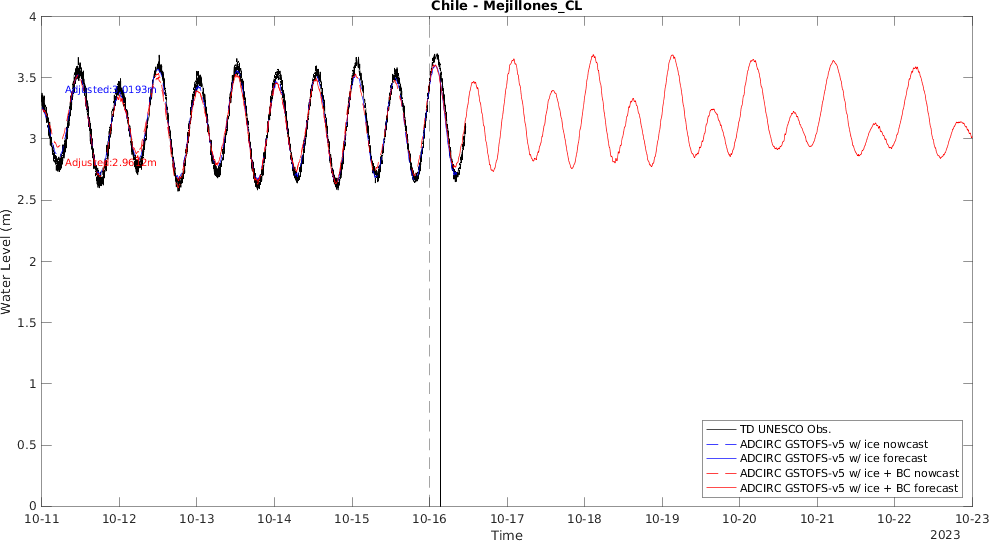 Chile - Mejillones_CL
4
3.5
3
2.5
2
1.5
1
0.5
0
Water Level (m)
Adjusted:3.0193m
TD UNESCO Obs.
ADCIRC GSTOFS-v5 w/ ice nowcast
ADCIRC GSTOFS-v5 w/ ice forecast
ADCIRC GSTOFS-v5 w/ ice + BC nowcast
ADCIRC GSTOFS-v5 w/ ice + BC forecast
10-11 10-12 10-13 10-14 10-15 10-16 10-17 10-18 10-19 10-20 10-21 10-22 10-23
Time
2023